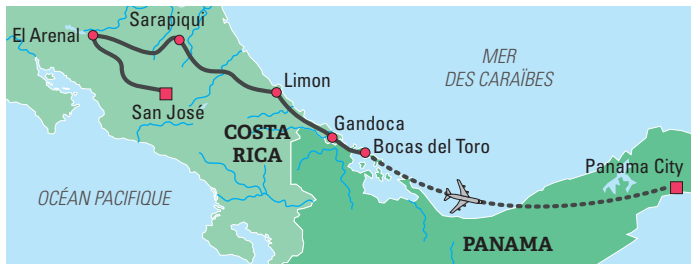 Sarapiqui
El Arenal
MER
DES CARAÏBES
Limon
San José
Gandoca
COSTA
RICA
Bocas del Toro
Panama City
OCÉAN PACIFIQUE
PANAMA